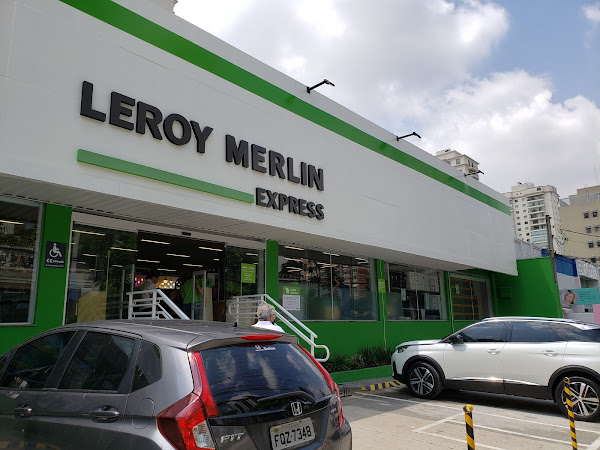 LEROY MERLIN
EXPRESS
FIT
FQZ 7348